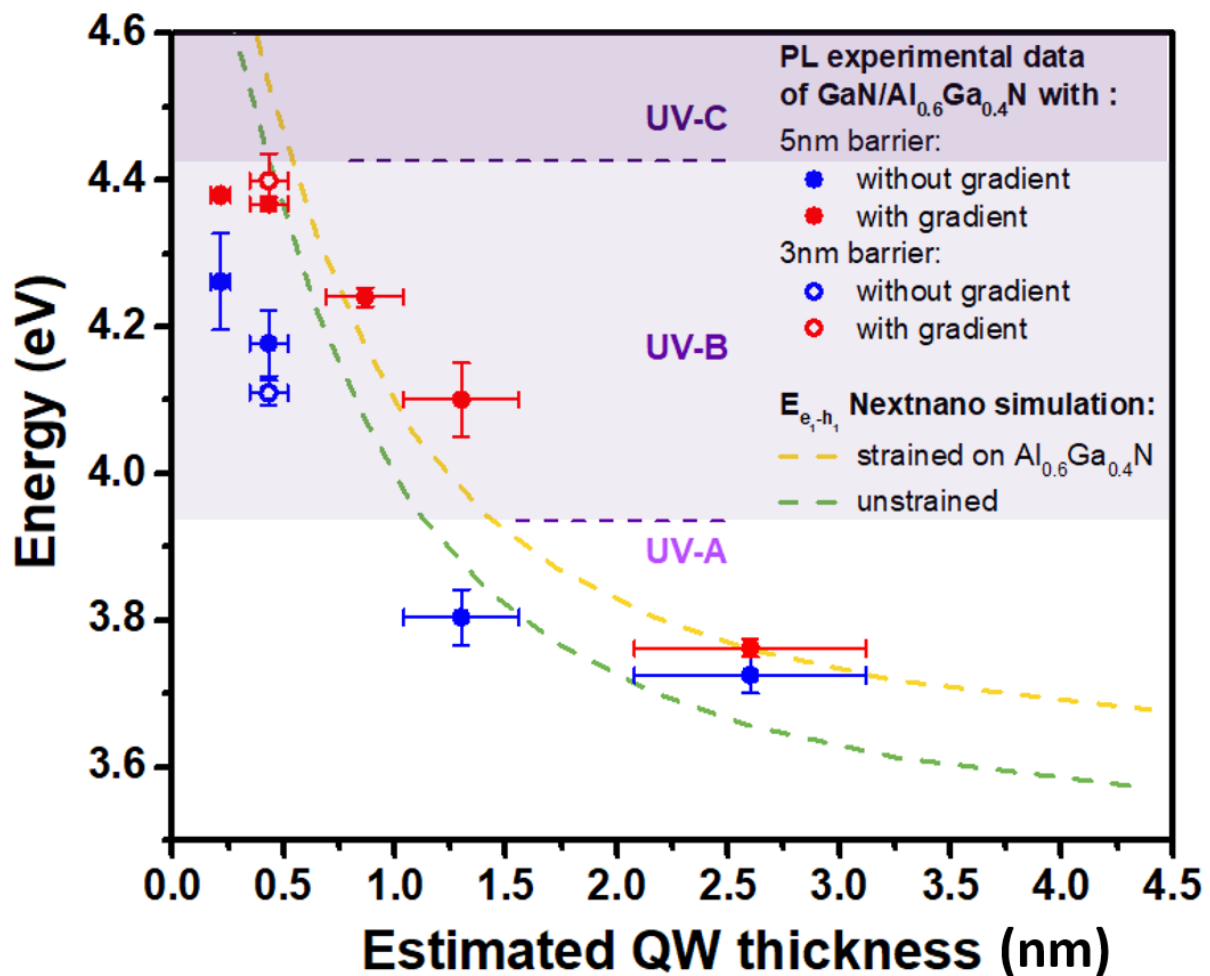 4.6
4.4
4.2
4.0
3.8
3.6
Energy (eV)
UV-C
UV-B
UV-A
PL experimental data
of GaN/Al0.6Ga0.4N with :
5nm barrier:
without gradient
with gradient
3nm barrier:
without gradient
with gradient
Ee1-h1 Nextnano simulation:
strained on Al0.6Ga0.4N
unstrained
0.0 0.5 1.0 1.5 2.0 2.5 3.0 3.5 4.0 4.5
Estimated QW thickness (nm)